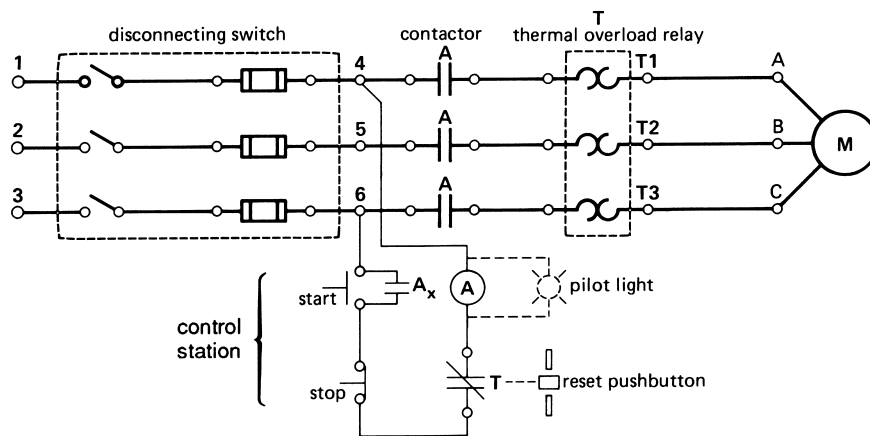 T
disconnecting switch contactor thermal overload relay
1 4 A T1 A
2 5 A T2 B M
3 6 A T3 C
start Aₓ A pilot light
control
station
stop T reset pushbutton